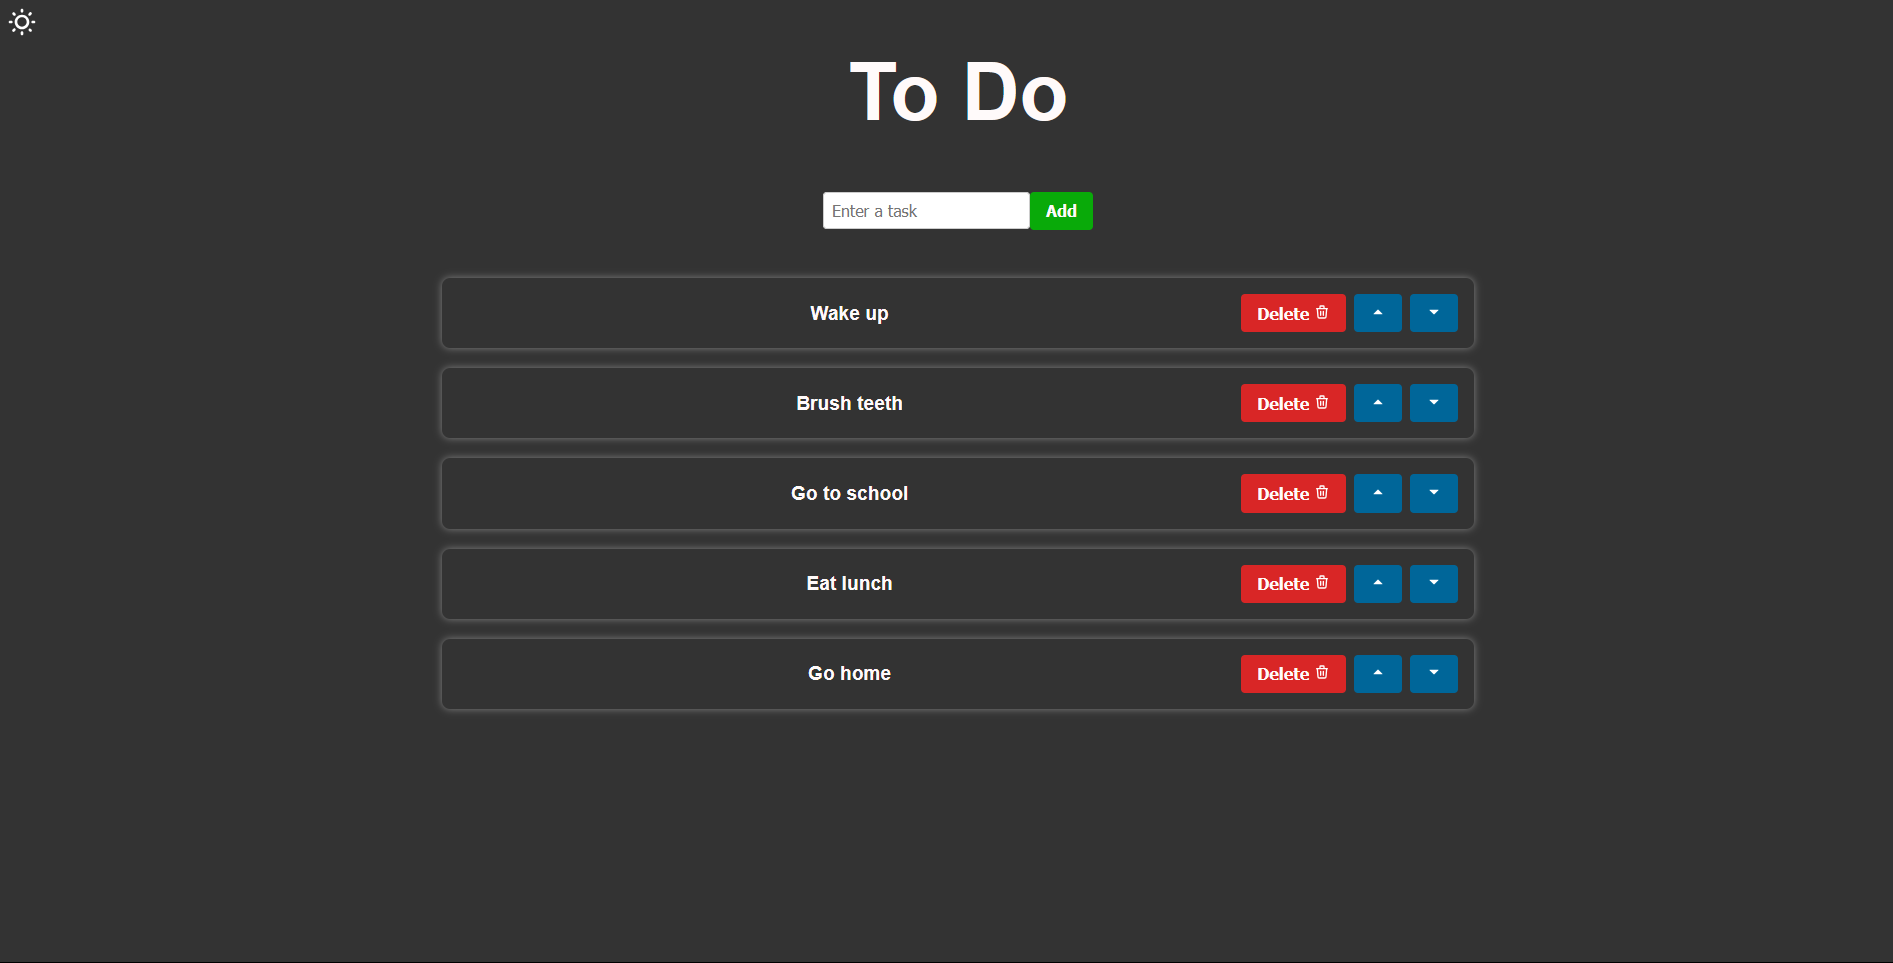 To Do
Enter a task Add
Wake up Delete
Brush teeth Delete
Go to school Delete
Eat lunch Delete
Go home Delete